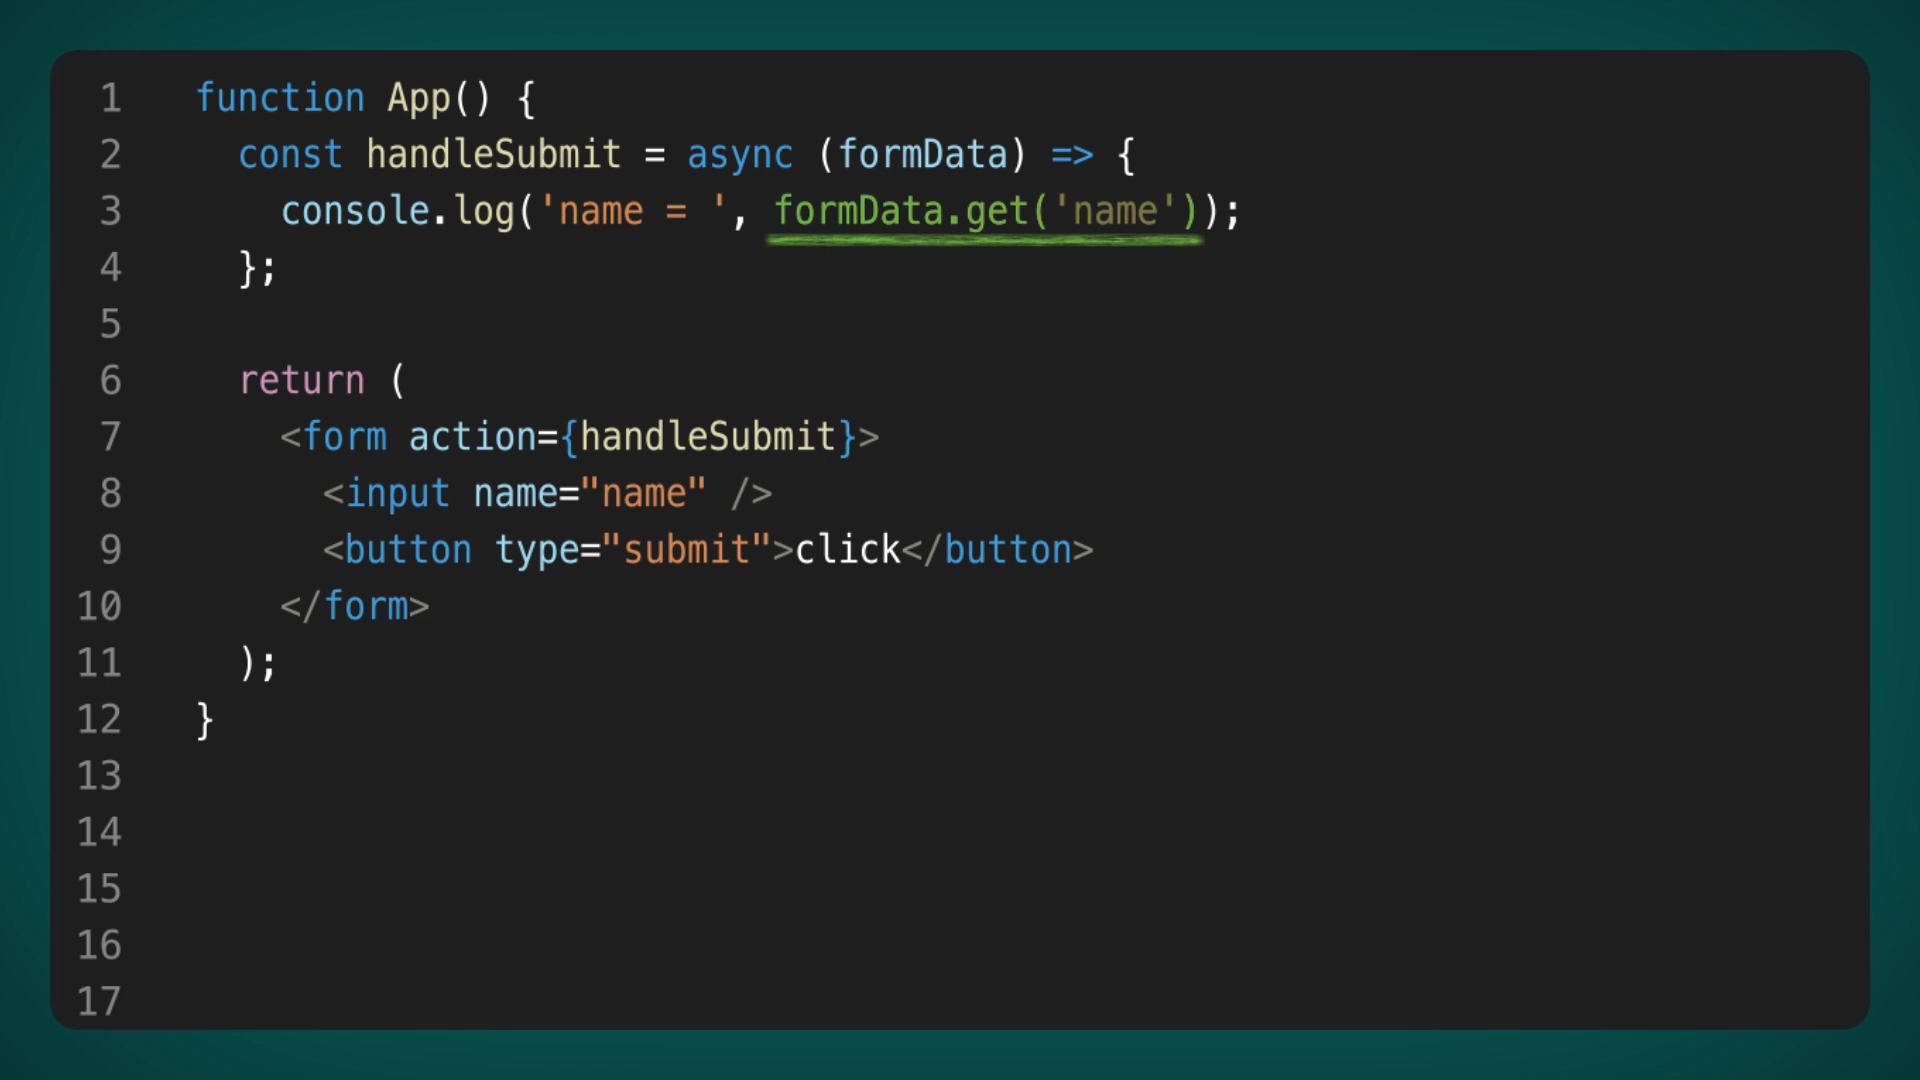 1 function App() {
2 const handleSubmit = async (formData) => {
3 console.log('name = ', formData.get('name'));
4 };
5
6 return (
7 <form action={handleSubmit}>
8 <input name="name" />
9 <button type="submit">click</button>
10 </form>
11 );
12 }
13
14
15
16
17